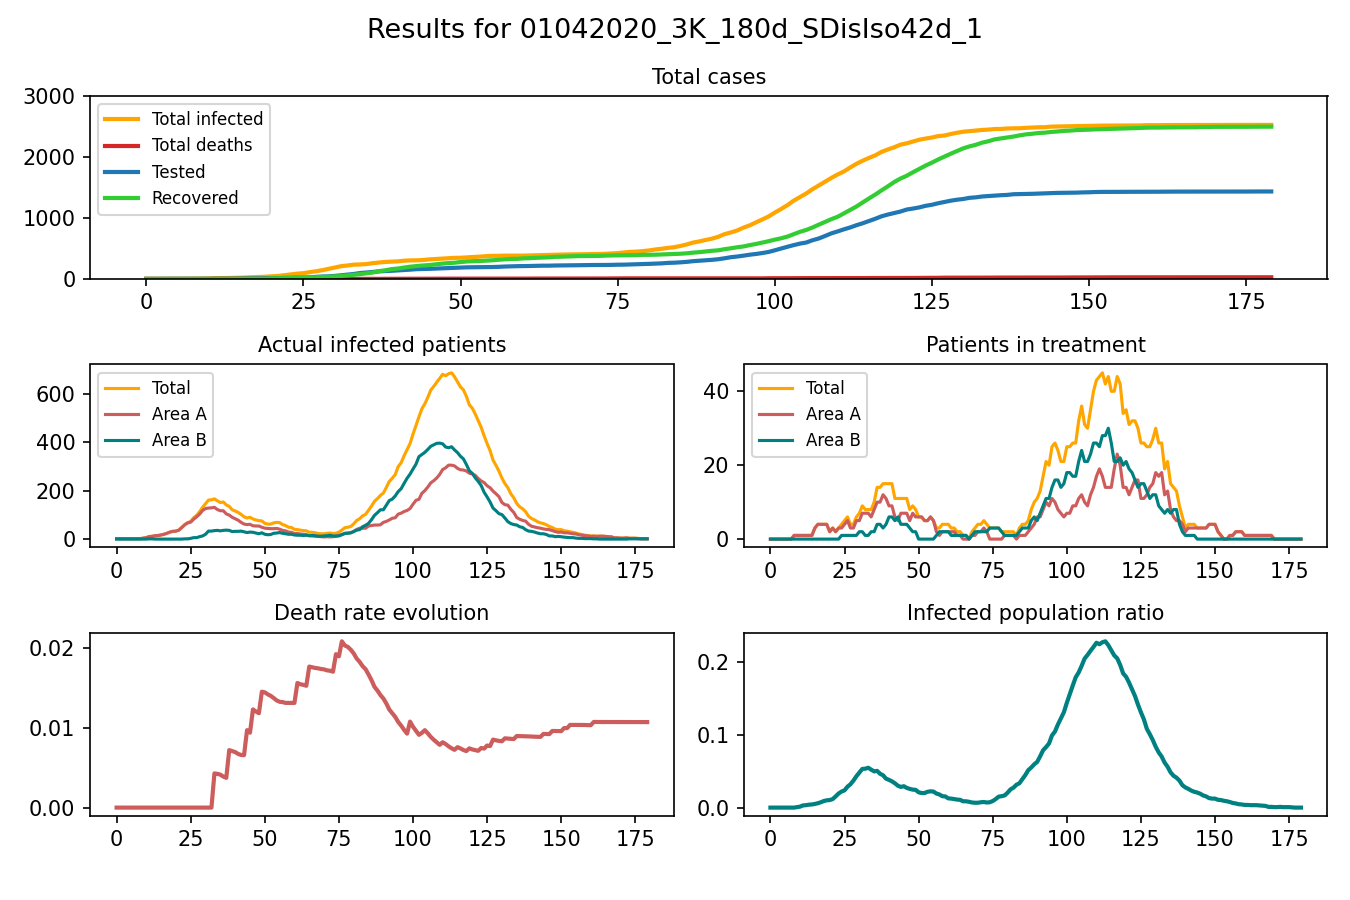 Results for 01042020_3K_180d_SDisIso42d_1
Total cases
3000
2000
1000
0
Total infected
Total deaths
Tested
Recovered
0 25 50 75 100 125 150 175
Actual infected patients
600
400
200
0
Total
Area A
Area B
0 25 50 75 100 125 150 175
Patients in treatment
40
20
0
Total
Area A
Area B
0 25 50 75 100 125 150 175
Death rate evolution
0.02
0.01
0.00
0 25 50 75 100 125 150 175
Infected population ratio
0.2
0.1
0.0
0 25 50 75 100 125 150 175